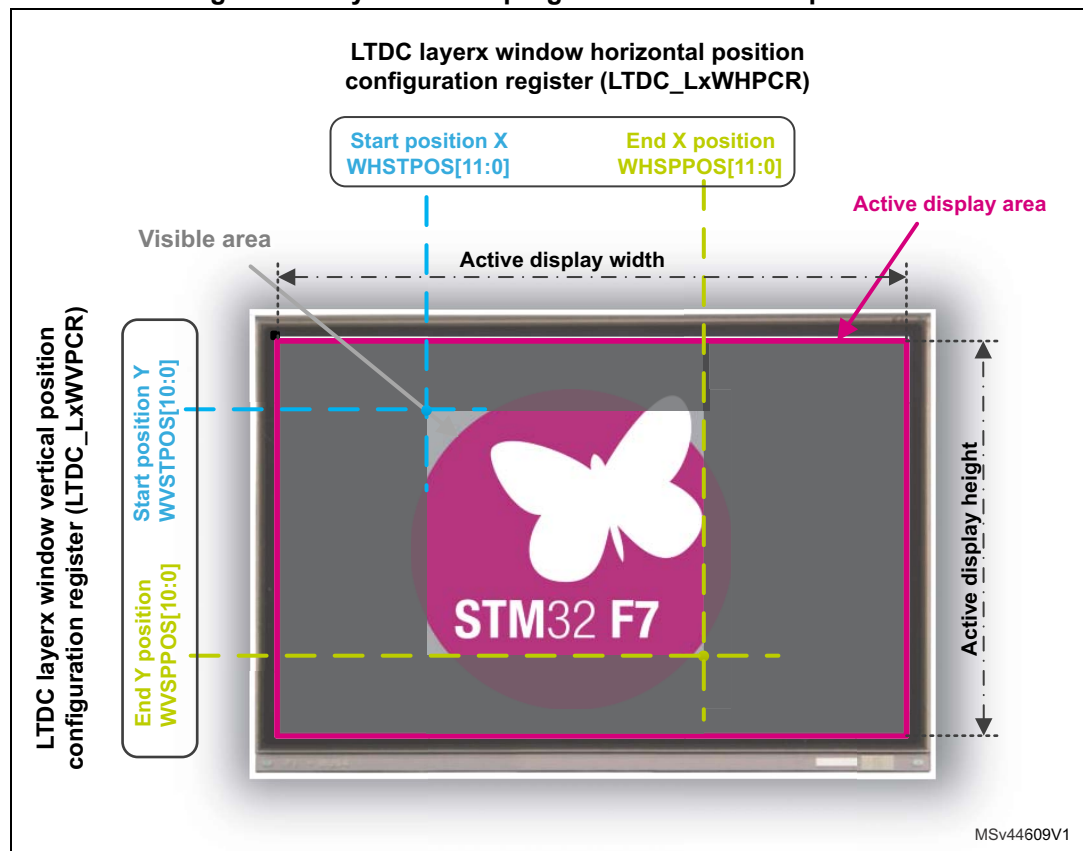 LTDC layerx window horizontal position
configuration register (LTDC_LxWHPCR)
Start position X
WHSTPOS[11:0]
End X position
WHSPPOS[11:0]
Active display area
Visible area
Active display width
LTDC layerx window vertical position
configuration register (LTDC_LxWVPCR)
Start position Y
WVSTPOS[10:0]
End Y position
WVSPPOS[10:0]
Active display height
STM32 F7
MSv44609V1